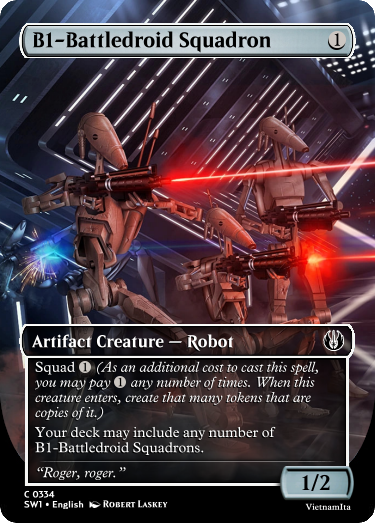 B1-Battledroid Squadron 1
Artifact Creature — Robot
Squad 1 (As an additional cost to cast this spell,
you may pay 1 any number of times. When this
creature enters, create that many tokens that are
copies of it.)
Your deck may include any number of
B1-Battledroid Squadrons.
“Roger, roger.”
1/2
C 0334
SW1 • English ROBERT LASKEY
VietnamIta